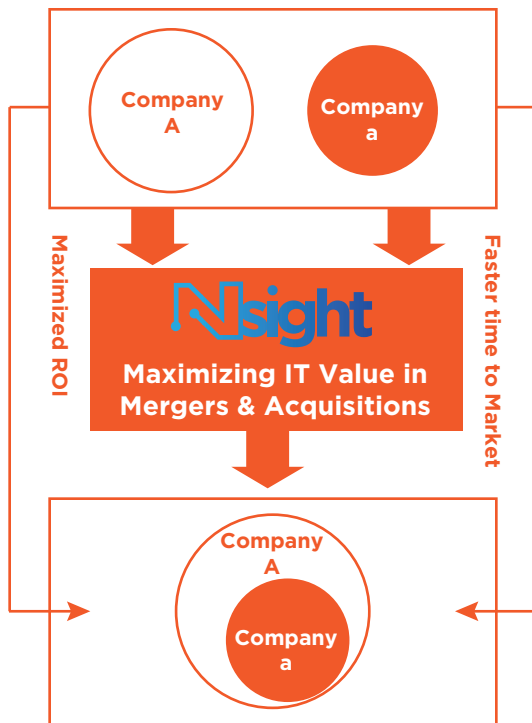 Company
A
Company
a
Maximized ROI
Faster time to Market
Nsight
Maximizing IT Value in
Mergers & Acquisitions
Company
A
Company
a